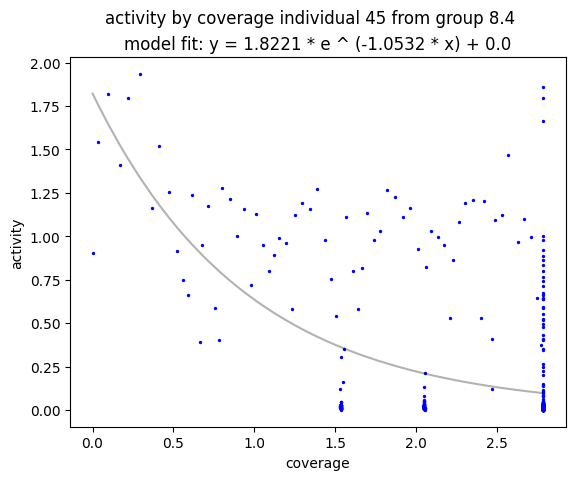 activity by coverage individual 45 from group 8.4
model fit: y = 1.8221 * e ^ (-1.0532 * x) + 0.0
2.00
1.75
1.50
1.25
1.00
0.75
0.50
0.25
0.00
activity
0.0 0.5 1.0 1.5 2.0 2.5
coverage